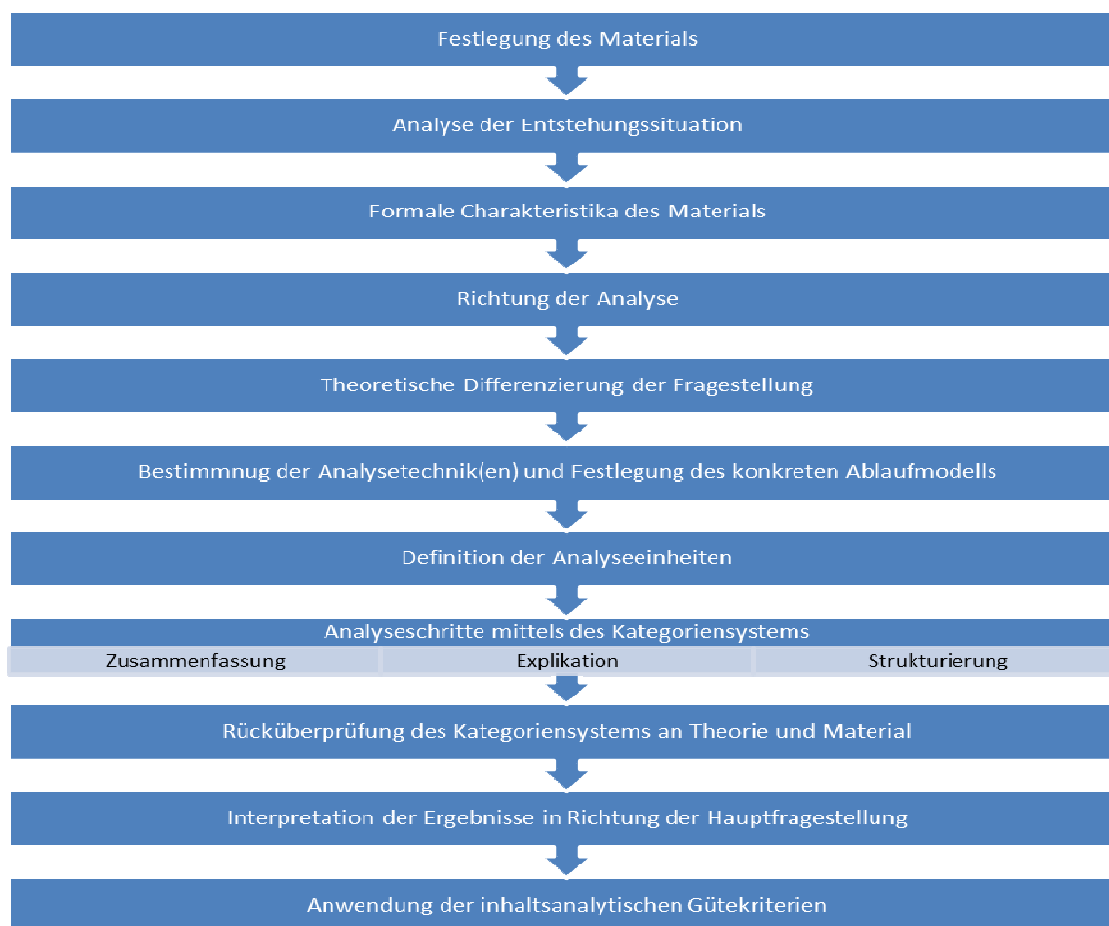 Festlegung des Materials
Analyse der Entstehungssituation
Formale Charakteristika des Materials
Richtung der Analyse
Theoretische Differenzierung der Fragestellung
Bestimmnug der Analysetechnik(en) und Festlegung des konkreten Ablaufmodells
Definition der Analyseeinheiten
Analyseschritte mittels des Kategoriensystems
Zusammenfassung Explikation Strukturierung
Rücküberprüfung des Kategoriensystems an Theorie und Material
Interpretation der Ergebnisse in Richtung der Hauptfragestellung
Anwendung der inhaltsanalytischen Gütekriterien